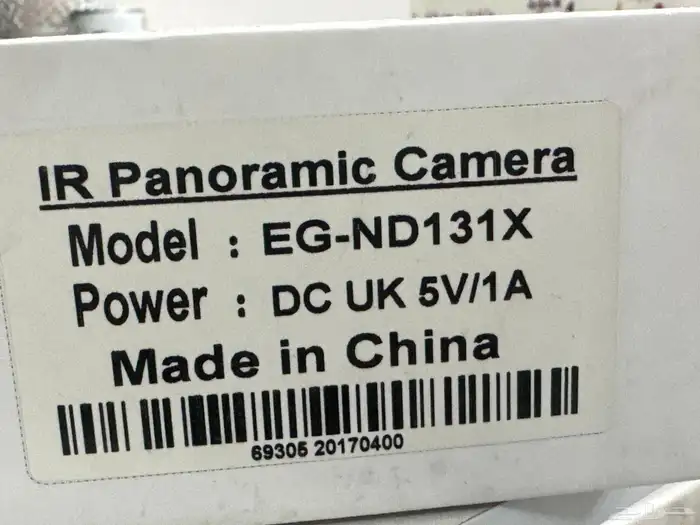 IR Panoramic Camera
Model : EG-ND131X
Power : DC UK 5V/1A
Made in China
69305 20170400